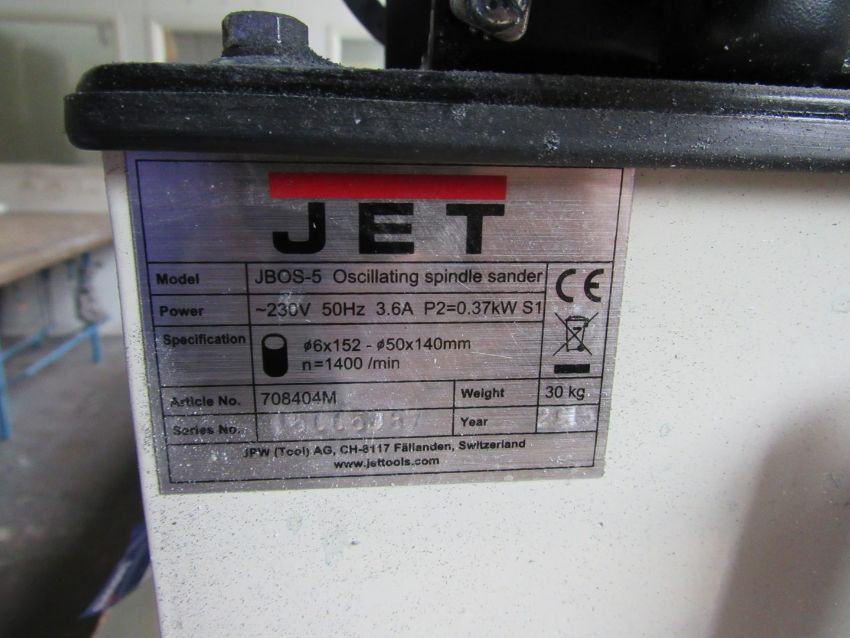 JET
Model JBOS-5 Oscillating spindle sander
Power ~230V 50Hz 3.6A P2=0.37kW S1
CE
Specification ø6x152 - ø50x140mm
n=1400 /min
Article No. 708404M Weight 30 kg
Series No. Year
JPW (Tool) AG, CH-8117 Fällanden, Switzerland
www.jettools.com